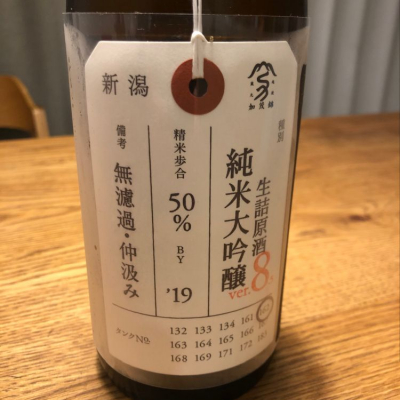 加茂錦
種別
生詰原酒
純米大吟醸
ver.8.
精米歩合
50%
BY
'19
新潟
備考
無濾過・仲汲み
タンクNo.
132 133 134 161
163 164 165 166
168 169 171 172